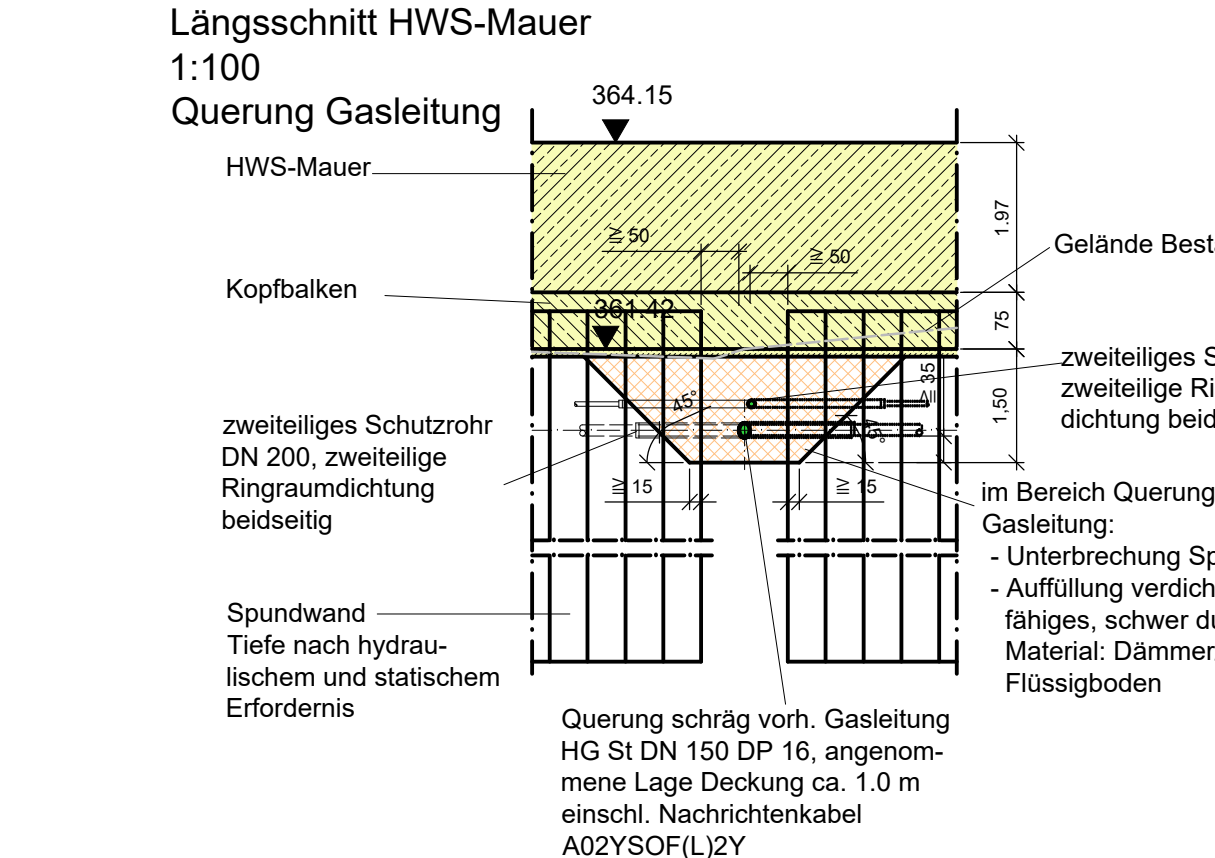 Längsschnitt HWS-Mauer
1:100
Querung Gasleitung
364.15
HWS-Mauer
1.97
≧ 50
≧ 50
Gelände Best
Kopfbalken
361.42
75
zweiteiliges S
zweiteilige Ri
dichtung beid
≧ 35
1,50
45°
45°
zweiteiliges Schutzrohr
DN 200, zweiteilige
Ringraumdichtung
beidseitig
≧ 15
≧ 15
im Bereich Querung
Gasleitung:
- Unterbrechung Sp
- Auffüllung verdich
fähiges, schwer du
Material: Dämmer
Flüssigboden
Spundwand
Tiefe nach hydrau-
lischem und statischem
Erfordernis
Querung schräg vorh. Gasleitung
HG St DN 150 DP 16, angenom-
mene Lage Deckung ca. 1.0 m
einschl. Nachrichtenkabel
A02YSOF(L)2Y